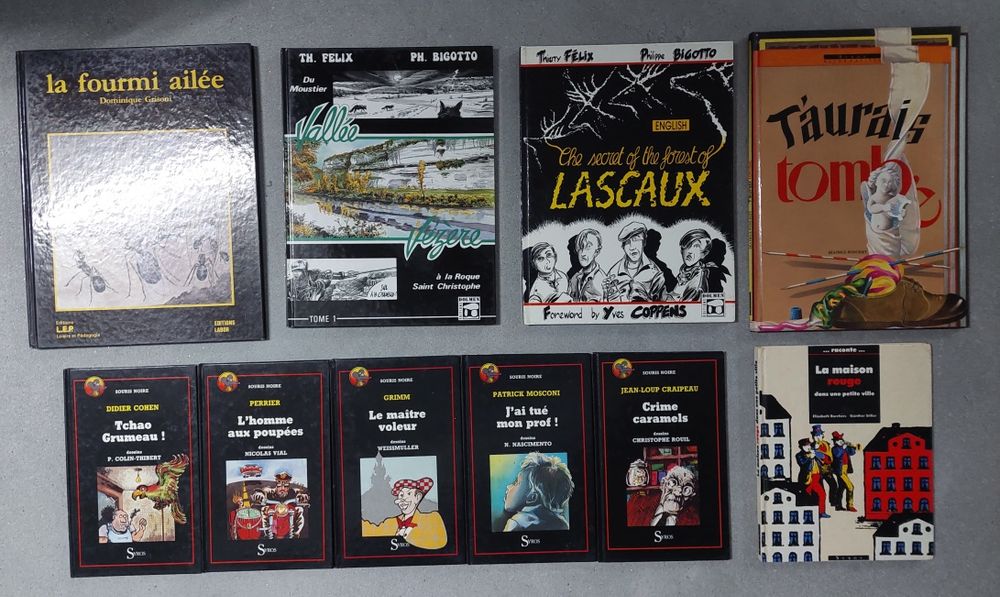 la fourmi ailée
Dominique Grisoni
Editions
L.E.P.
Loisirs et Pédagogie
EDITIONS
LABOR
TH. FELIX
PH. BIGOTTO
Du
Moustier
Vallée
Vézère
à la Roque
Saint Christophe
TOME 1
DOLMEN
Thierry FÉLIX
Philippe BIGOTTO
ENGLISH
The secret of the forest of
LASCAUX
Foreword by Yves COPPENS
DOLMEN
T'aurais
tombé
SOURIS NOIRE
DIDIER COHEN
Tchao
Grumeau !
dessins
P. COLIN-THIBERT
SYROS
SOURIS NOIRE
PERRIER
L'homme
aux poupées
dessins
NICOLAS VIAL
SYROS
SOURIS NOIRE
GRIMM
Le maître
voleur
dessins
WEISSMULLER
SYROS
SOURIS NOIRE
PATRICK MOSCONI
J'ai tué
mon prof !
dessins
N. NASCIMENTO
SYROS
SOURIS NOIRE
JEAN-LOUP CRAIPEAU
Crime
caramels
dessins
CHRISTOPHE ROUIL
SYROS
... raconte ...
La maison
rouge
dans une petite ville
Elisabeth Borchers
Günther Stiller